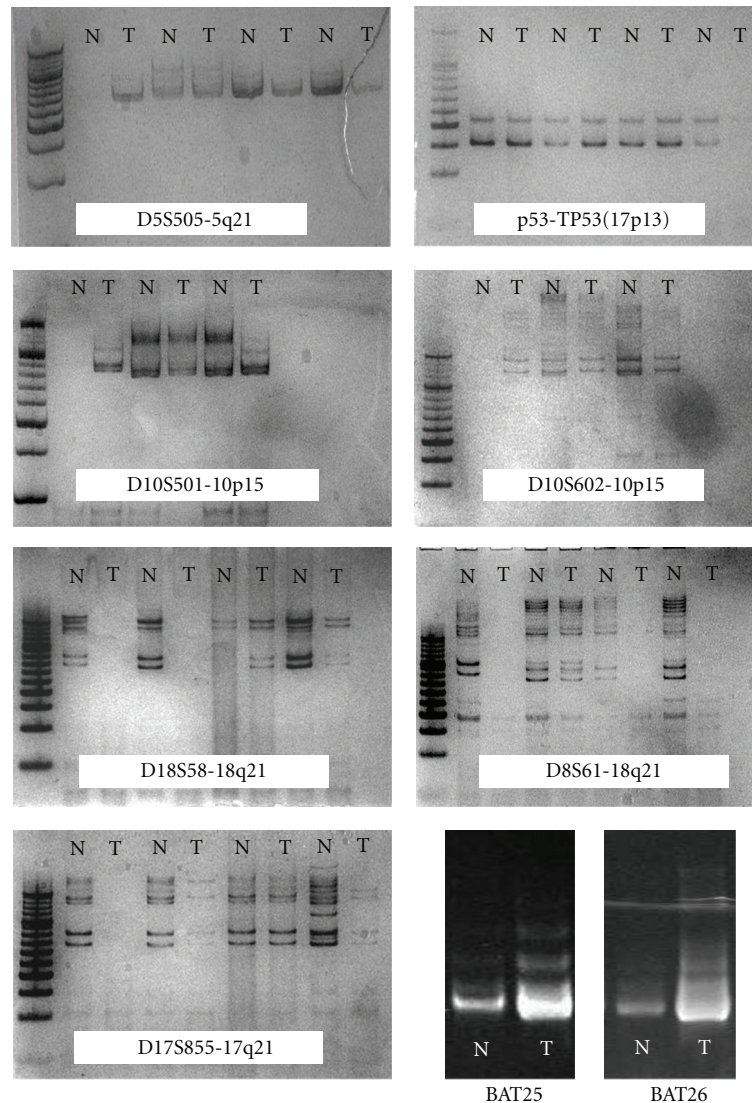 N T N T N T N T
D5S505-5q21
N T N T N T N T
p53-TP53(17p13)
N T N T N T
D10S501-10p15
N T N T N T
D10S602-10p15
N T N T N T N T
D18S58-18q21
N T N T N T N T
D8S61-18q21
N T N T N T N T
D17S855-17q21
N T
BAT25
N T
BAT26